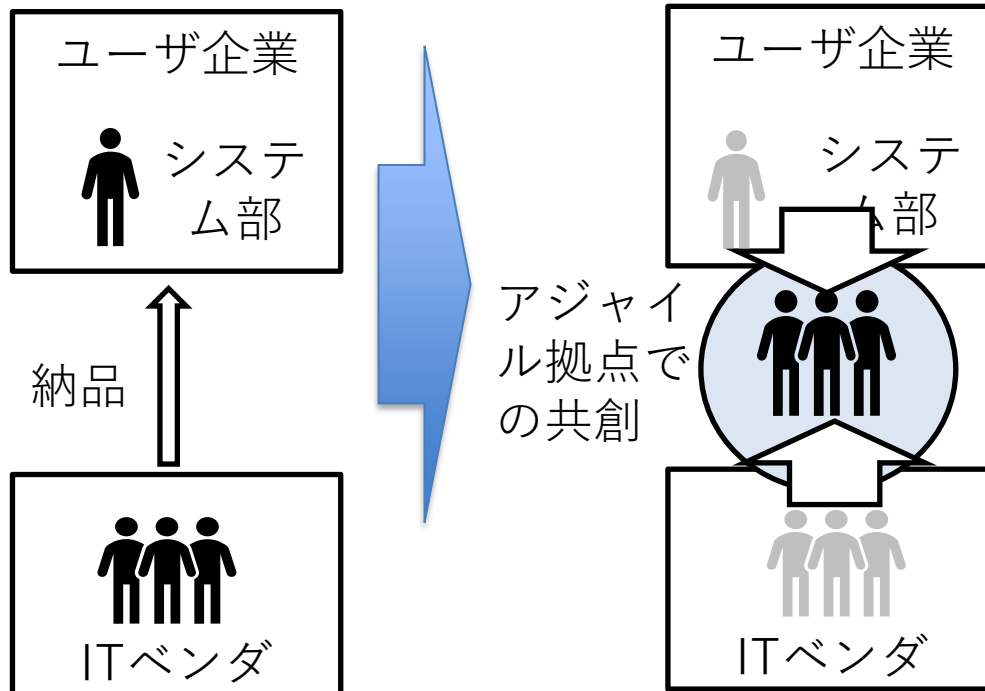 ユーザ企業
システ
ム部
納品
ITベンダ
アジャイ
ル拠点で
の共創
ユーザ企業
システ
ム部
ITベンダ